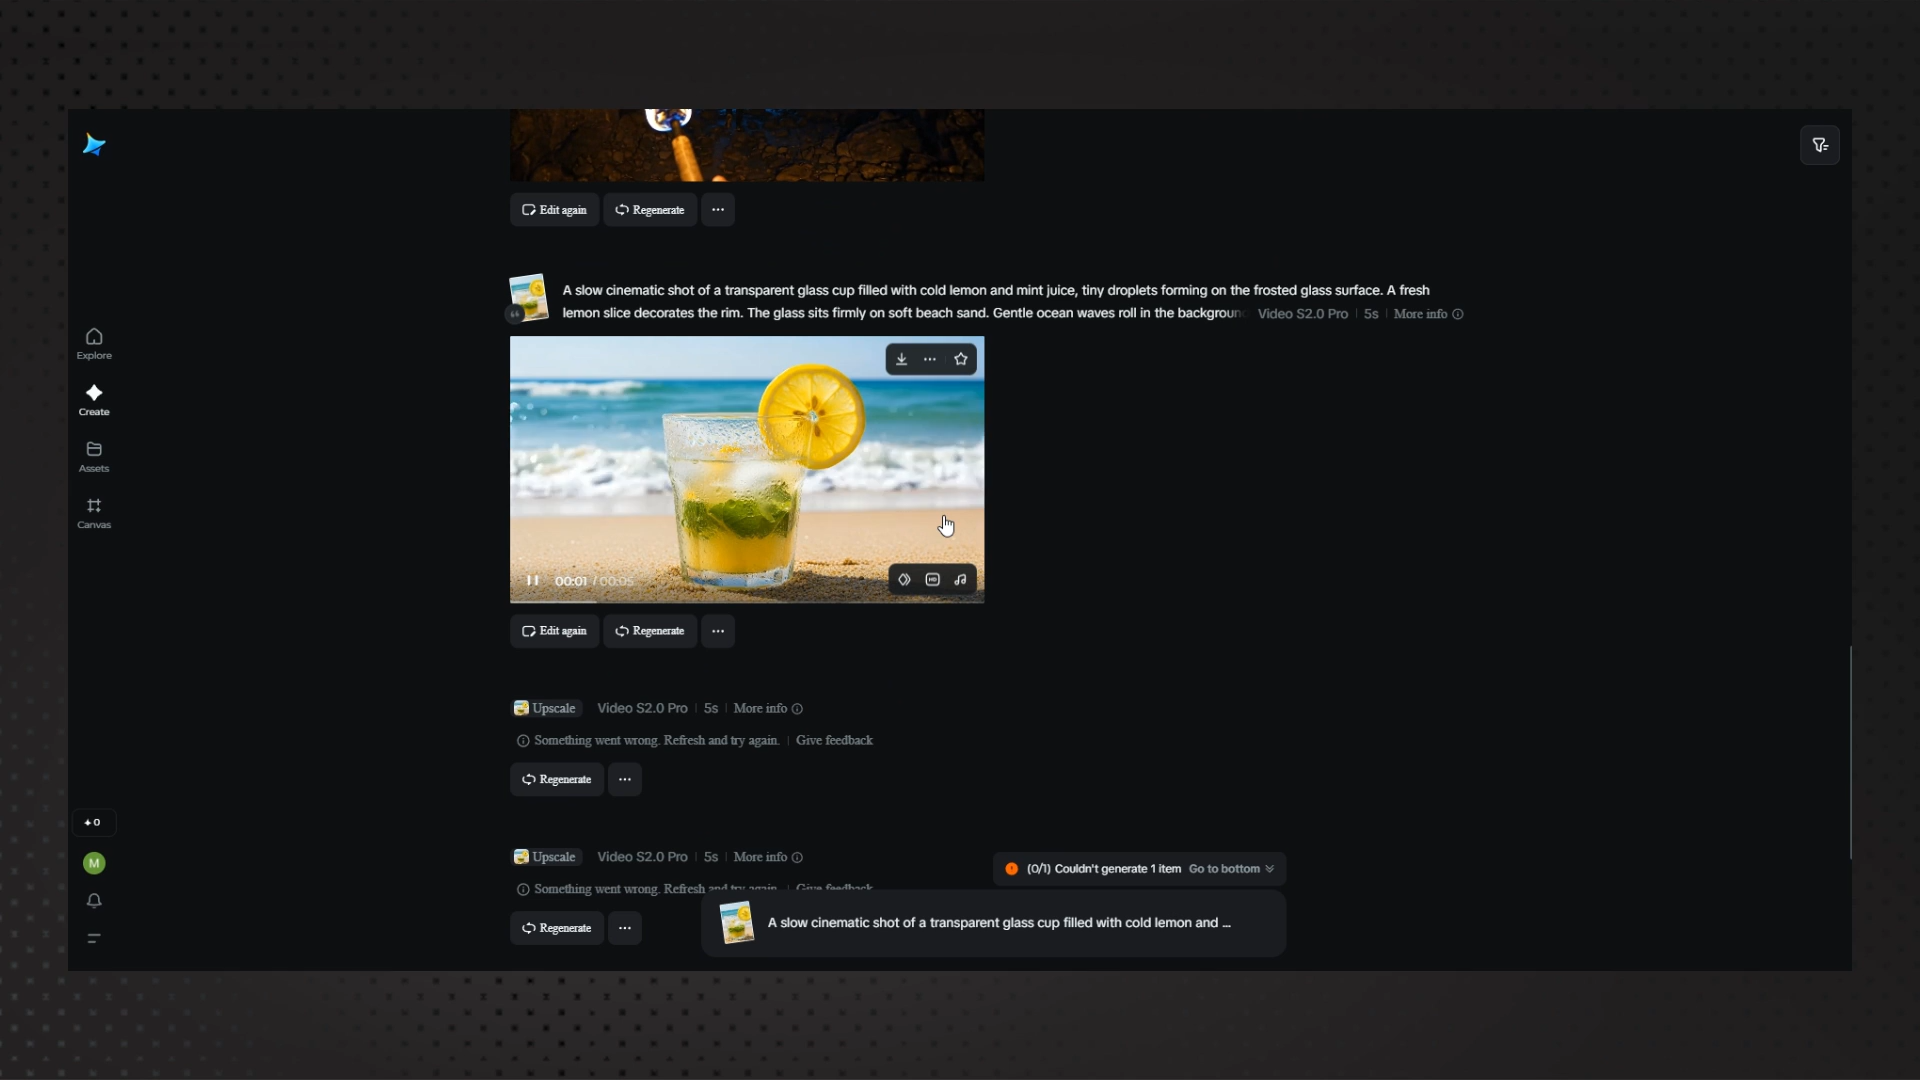 Edit again
Regenerate
A slow cinematic shot of a transparent glass cup filled with cold lemon and mint juice, tiny droplets forming on the frosted glass surface. A fresh
lemon slice decorates the rim. The glass sits firmly on soft beach sand. Gentle ocean waves roll in the backgroun
Video S2.0 Pro | 5s | More info
Explore
Create
Assets
Canvas
00:01 / 00:05
HD
Edit again
Regenerate
Upscale
Video S2.0 Pro | 5s | More info
Something went wrong. Refresh and try again. | Give feedback
Regenerate
0
M
Upscale
Video S2.0 Pro | 5s | More info
(0/1) Couldn't generate 1 item Go to bottom
Something went wrong. Refresh and try again. | Give feedback
Regenerate
A slow cinematic shot of a transparent glass cup filled with cold lemon and ...